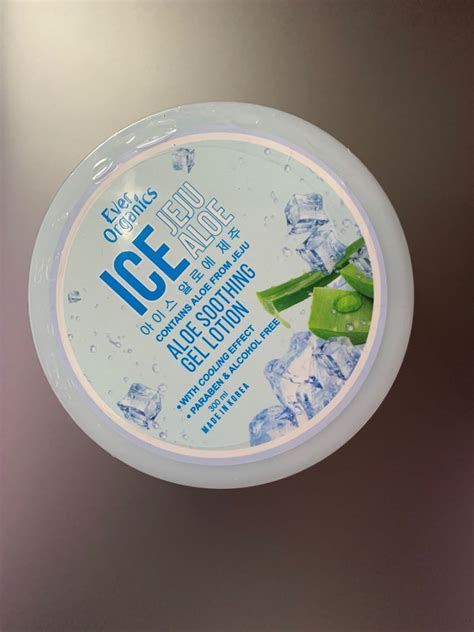 Ever
Organics
ICE JEJU
ALOE
아이스 알로에 제주
CONTAINS ALOE FROM JEJU
ALOE SOOTHING
GEL LOTION
• WITH COOLING EFFECT
• PARABEN & ALCOHOL FREE
300 ml
MADE IN KOREA